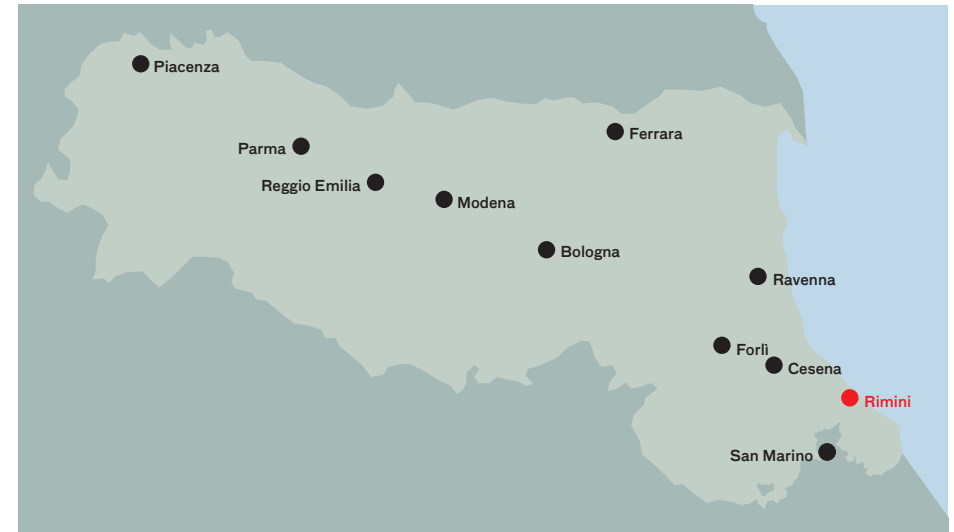 Piacenza
Ferrara
Parma
Reggio Emilia
Modena
Bologna
Ravenna
Forlì
Cesena
Rimini
San Marino